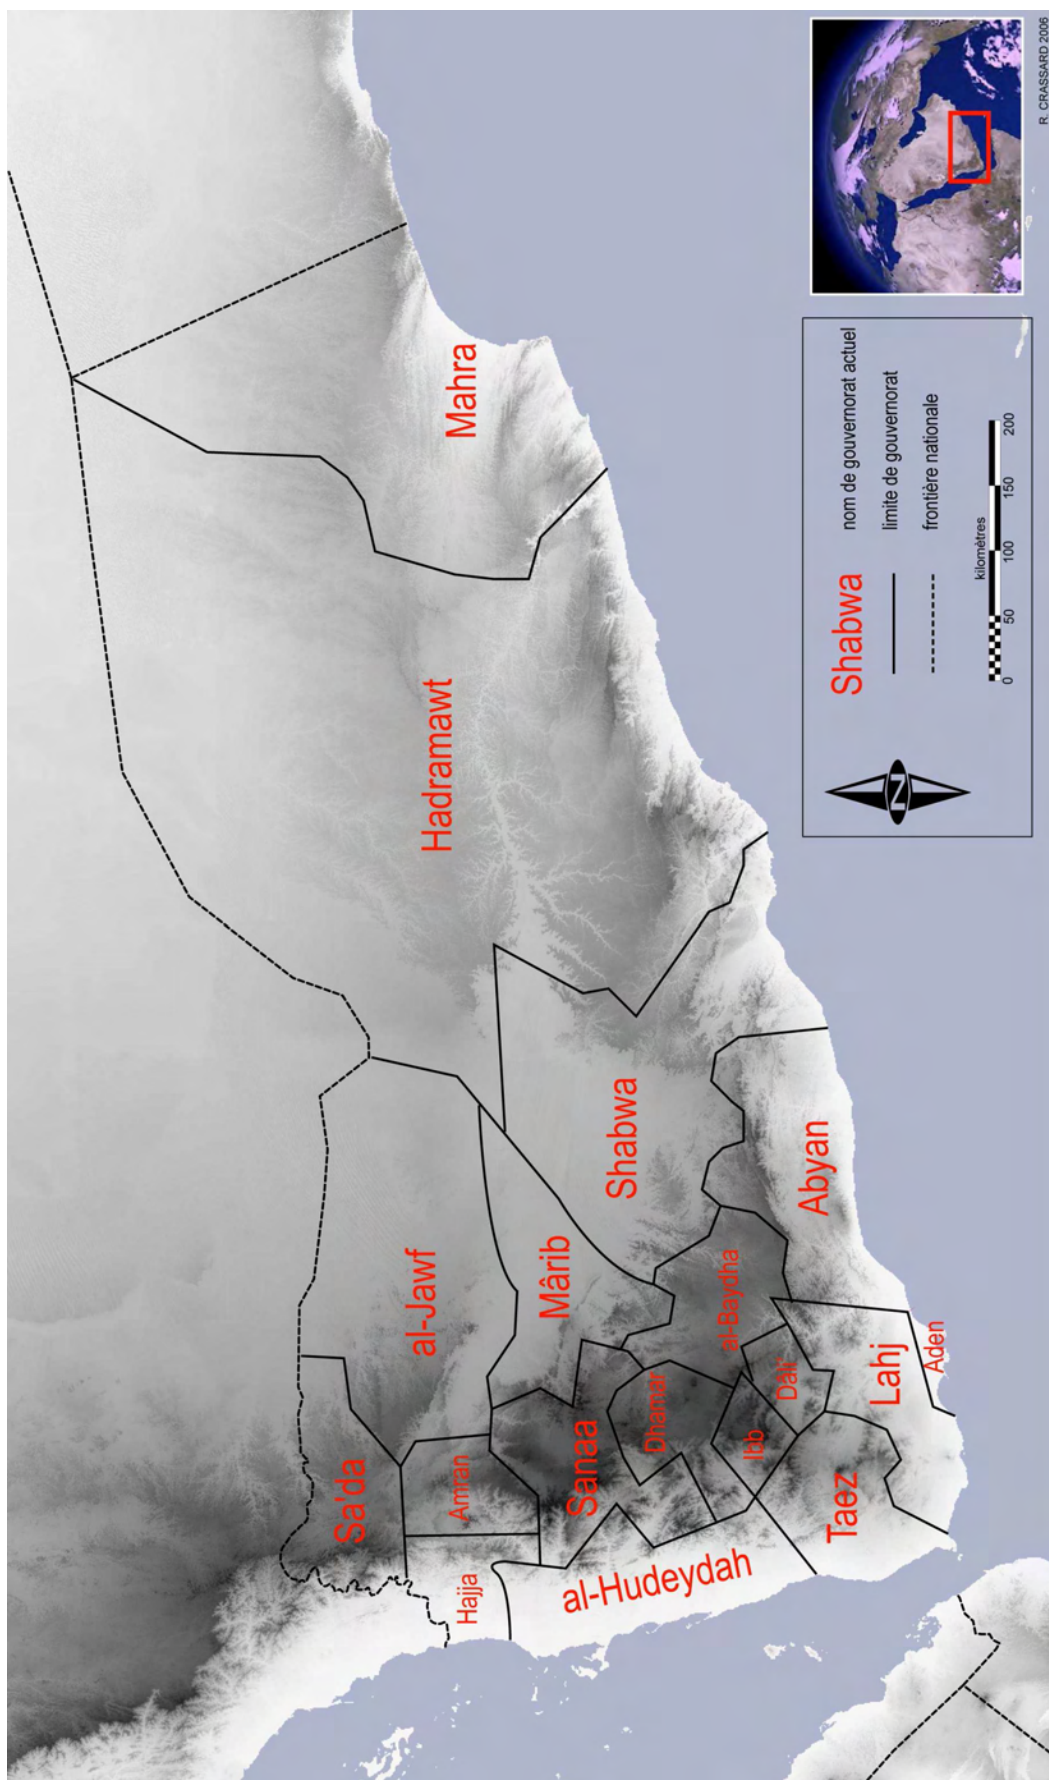 Sa'da
al-Jawf
Amran
Hajja
Mârib
Hadramawt
Mahra
Sanaa
Shabwa
al-Hudeydah
Dhamar
al-Baydha
Ibb
Dâli'
Abyan
Taez
Lahj
Aden
Shabwa
nom de gouvernorat actuel
limite de gouvernorat
frontière nationale
N
kilomètres
0 50 100 150 200
R. CRASSARD 2006